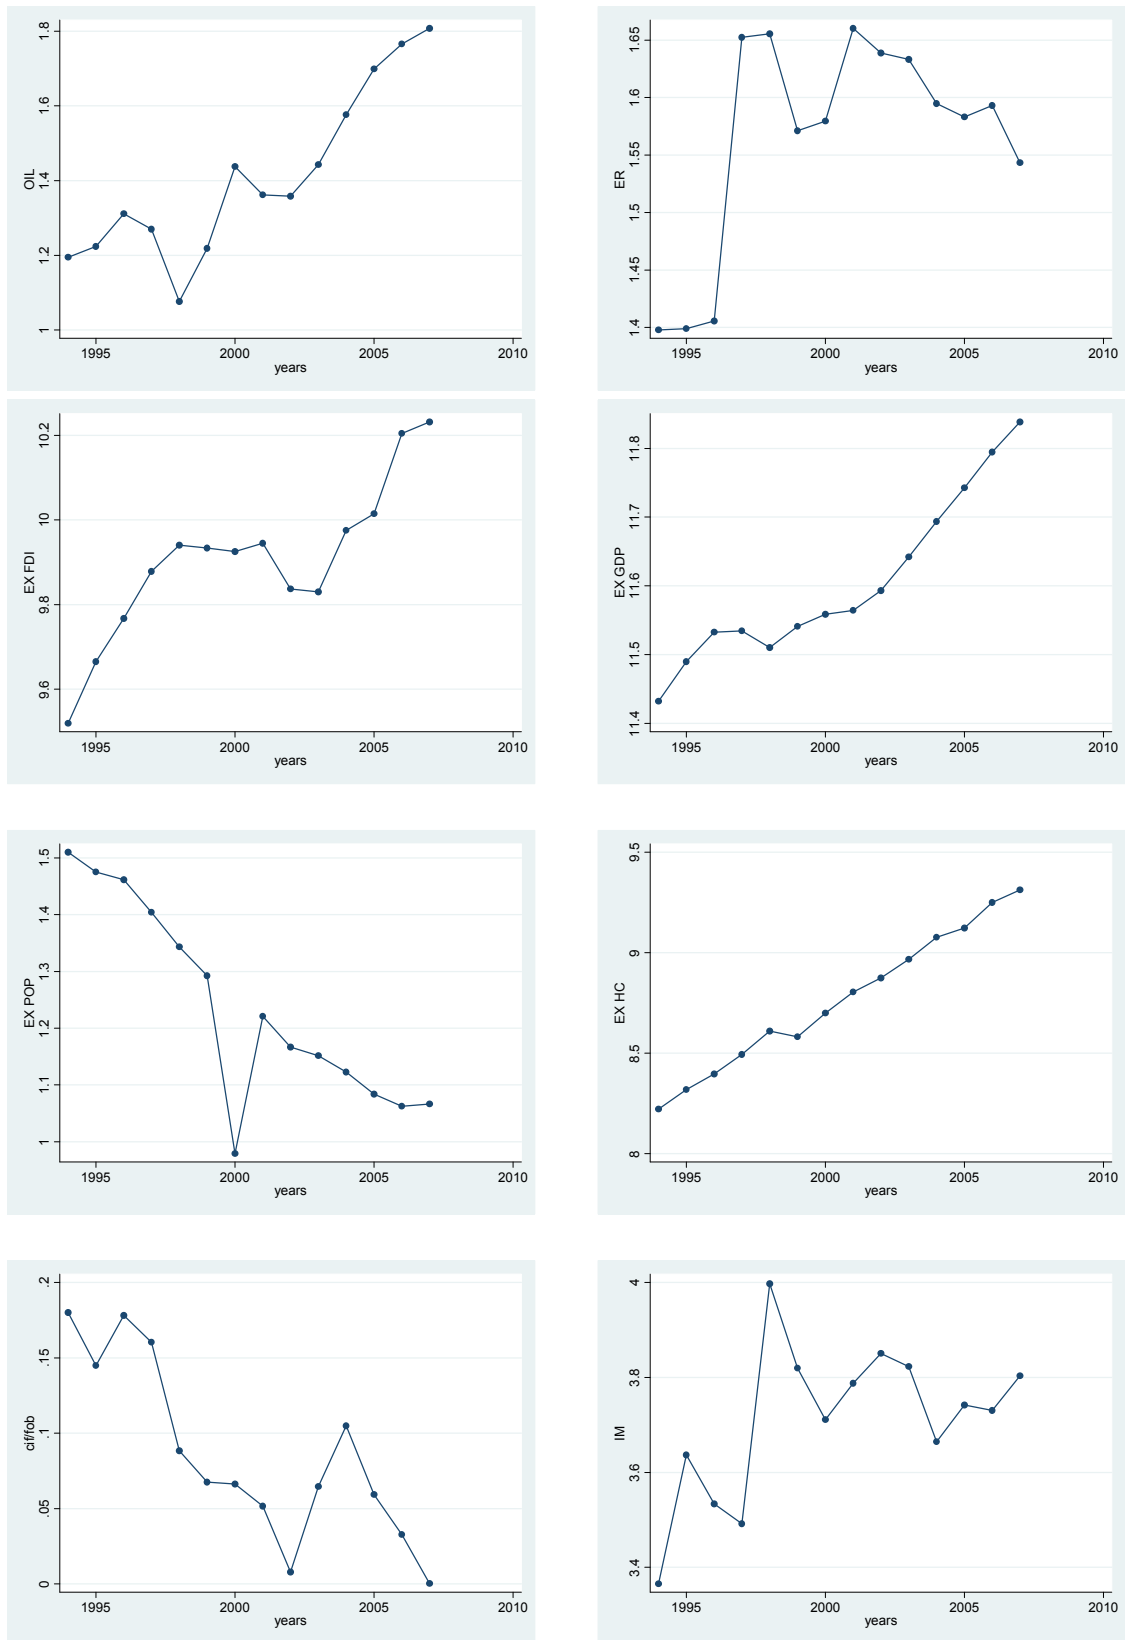 OIL
1.8
1.6
1.4
1.2
1
1995 2000 2005 2010
years
ER
1.65
1.6
1.55
1.5
1.45
1.4
1995 2000 2005 2010
years
EX FDI
10.2
10
9.8
9.6
1995 2000 2005 2010
years
EX GDP
11.8
11.7
11.6
11.5
11.4
1995 2000 2005 2010
years
EX POP
1.5
1.4
1.3
1.2
1.1
1
1995 2000 2005 2010
years
EX HC
9.5
9
8.5
8
1995 2000 2005 2010
years
cif/fob
.2
.15
.1
.05
0
1995 2000 2005 2010
years
IM
4
3.8
3.6
3.4
1995 2000 2005 2010
years